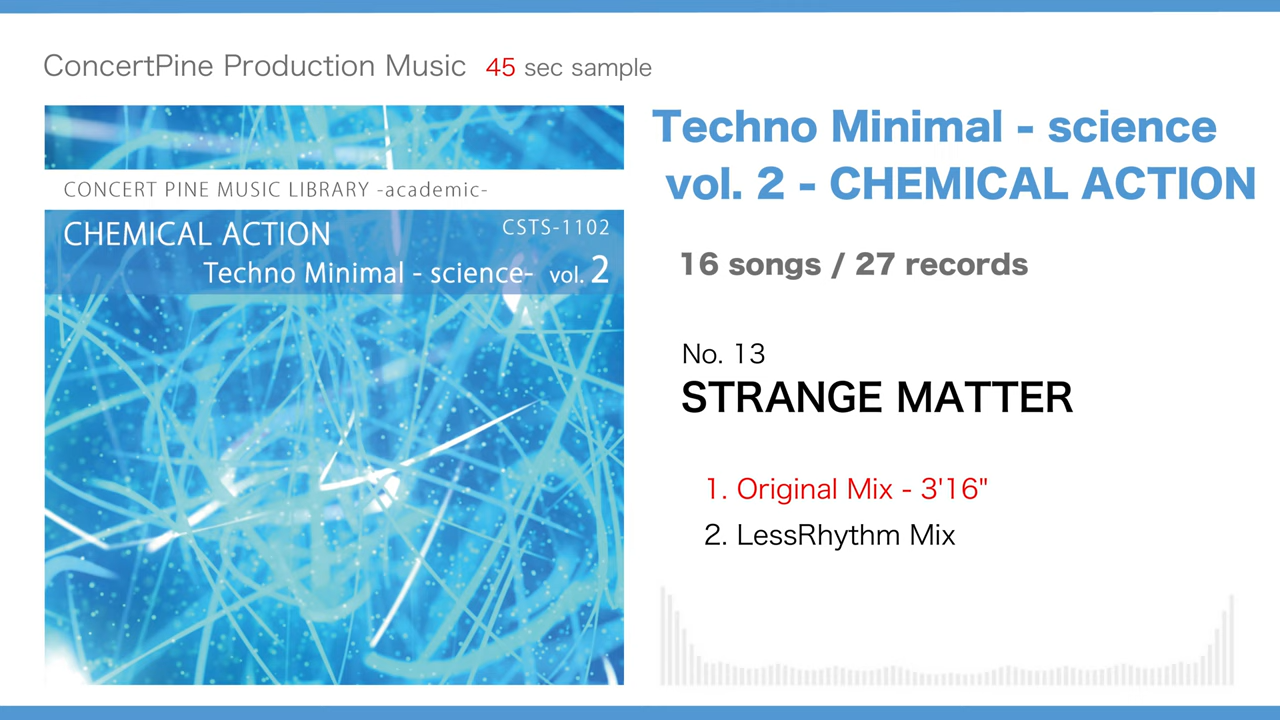 ConcertPine Production Music 45 sec sample
CONCERT PINE MUSIC LIBRARY -academic-
CHEMICAL ACTION CSTS-1102
Techno Minimal - science- vol. 2
Techno Minimal - science
vol. 2 - CHEMICAL ACTION
16 songs / 27 records
No. 13
STRANGE MATTER
1. Original Mix - 3'16"
2. LessRhythm Mix